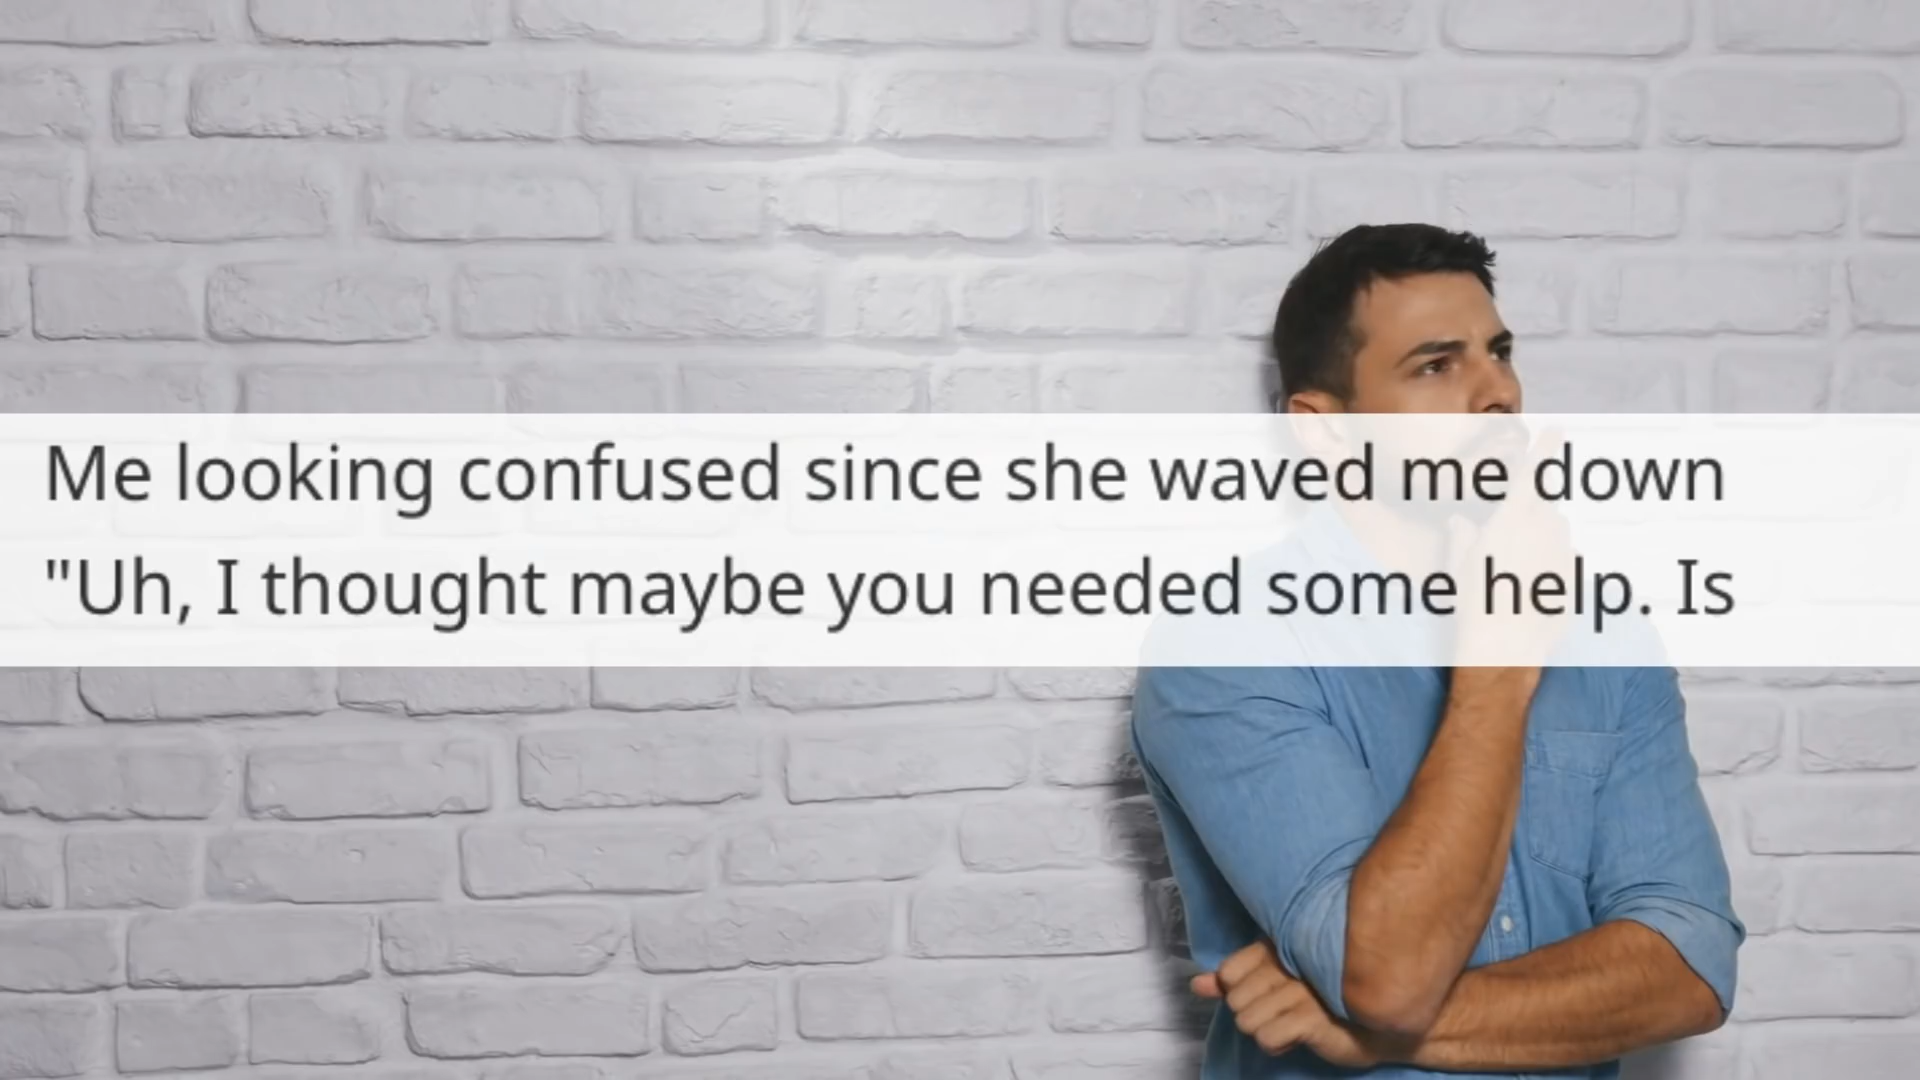 Me looking confused since she waved me down
"Uh, I thought maybe you needed some help. Is